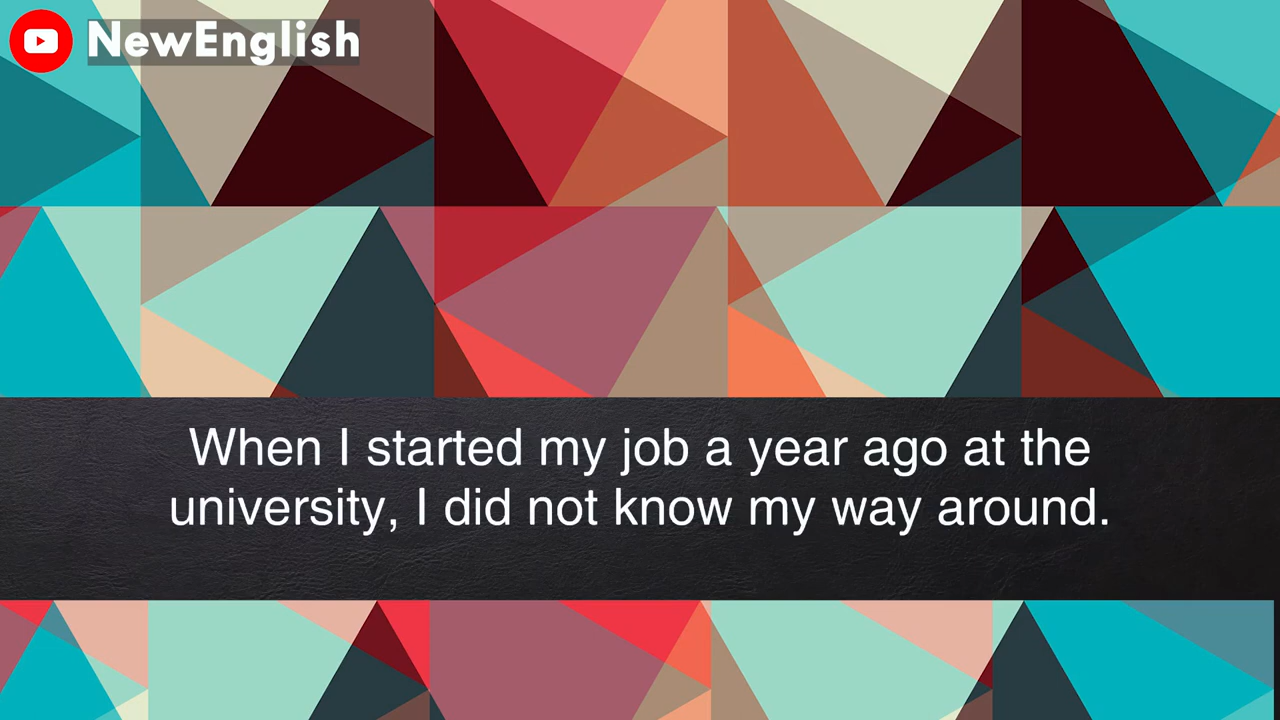 NewEnglish
When I started my job a year ago at the
university, I did not know my way around.